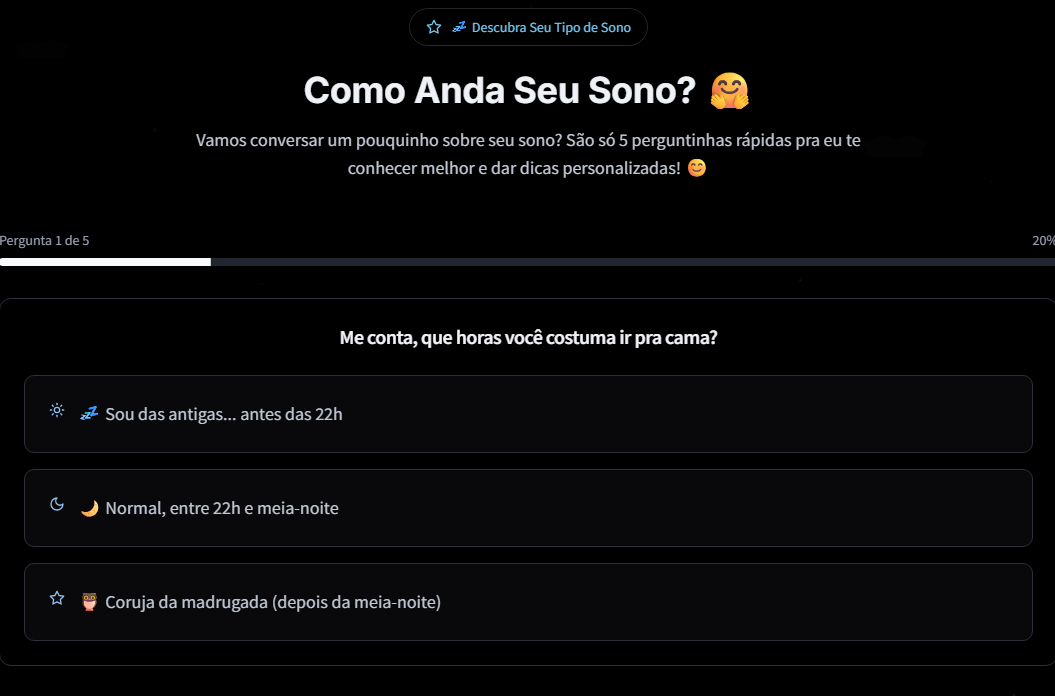 💤 Descubra Seu Tipo de Sono
Como Anda Seu Sono? 🤗
Vamos conversar um pouquinho sobre seu sono? São só 5 perguntinhas rápidas pra eu te
conhecer melhor e dar dicas personalizadas! 😊
Pergunta 1 de 5
20%
Me conta, que horas você costuma ir pra cama?
💤 Sou das antigas... antes das 22h
🌙 Normal, entre 22h e meia-noite
🦉 Coruja da madrugada (depois da meia-noite)